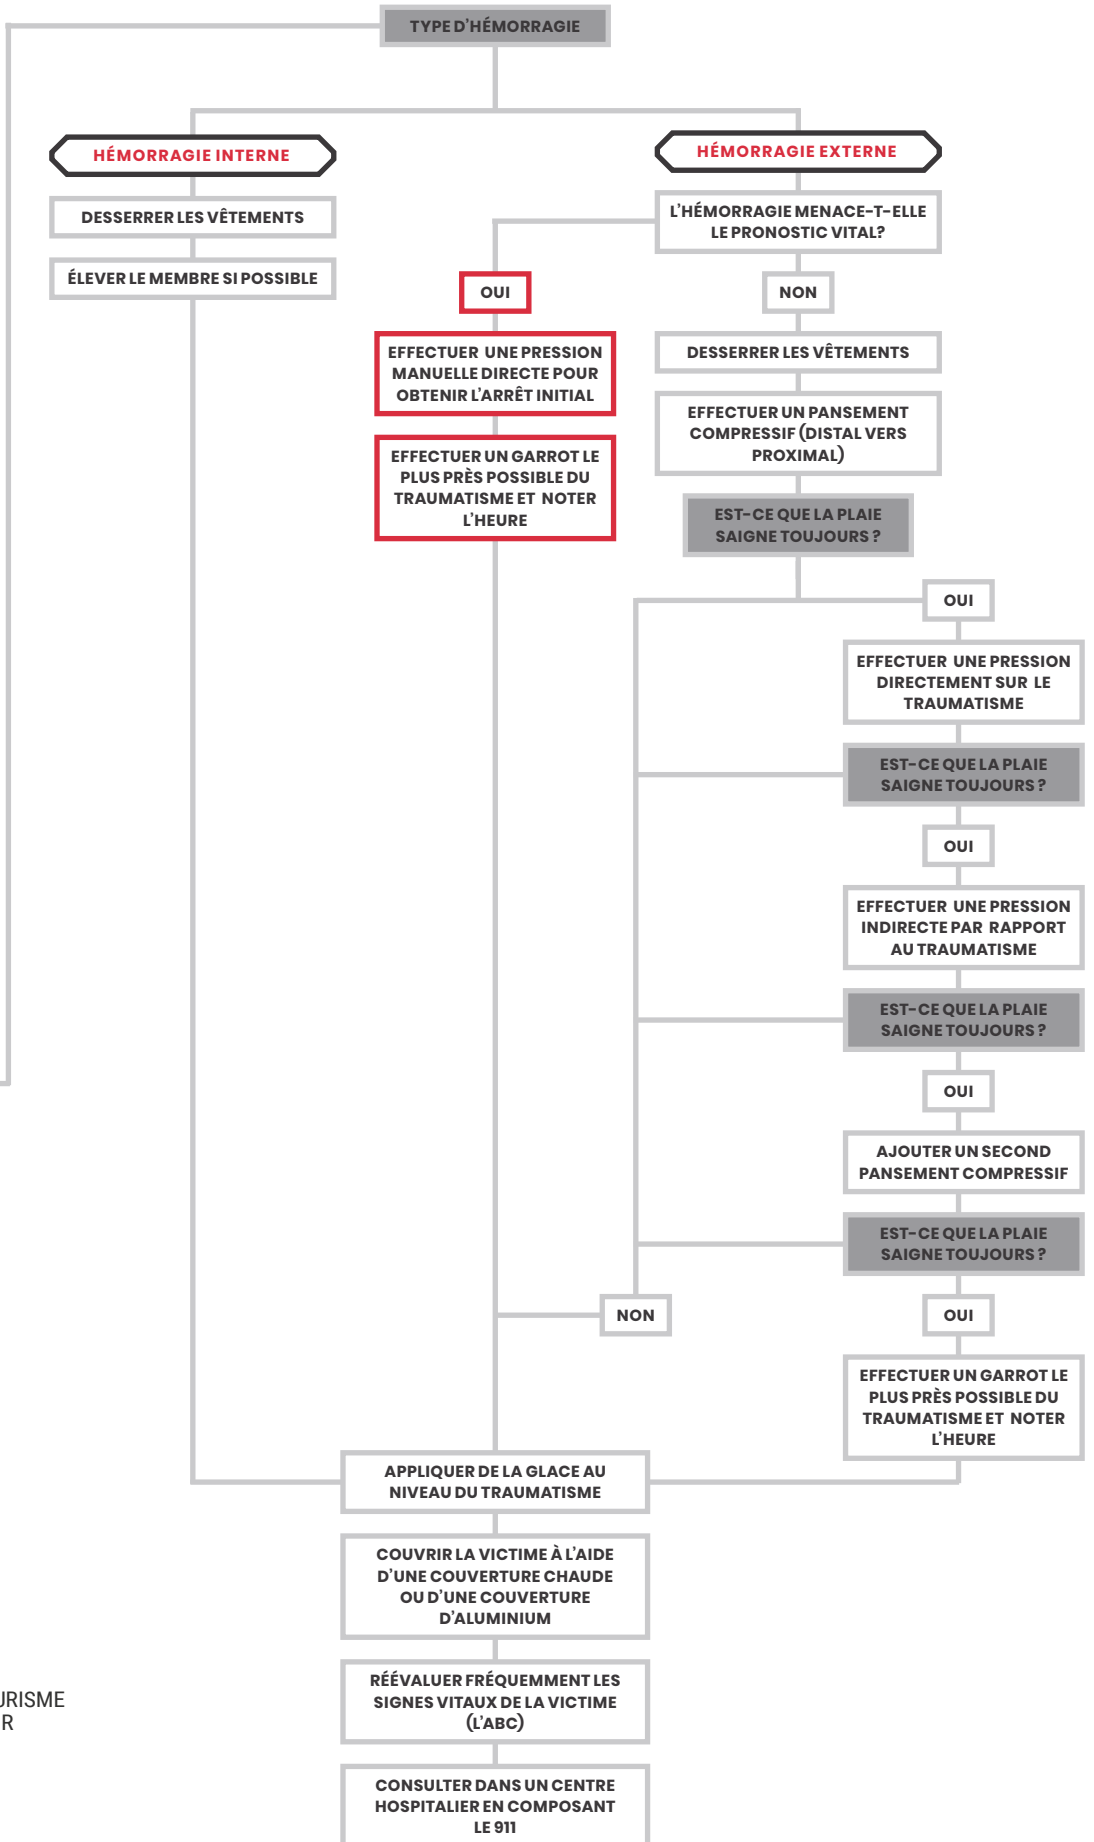 TYPE D'HÉMORRAGIE
HÉMORRAGIE INTERNE
DESSERRER LES VÊTEMENTS
ÉLEVER LE MEMBRE SI POSSIBLE
HÉMORRAGIE EXTERNE
L'HÉMORRAGIE MENACE-T-ELLE
LE PRONOSTIC VITAL?
OUI
EFFECTUER UNE PRESSION
MANUELLE DIRECTE POUR
OBTENIR L'ARRÊT INITIAL
EFFECTUER UN GARROT LE
PLUS PRÈS POSSIBLE DU
TRAUMATISME ET NOTER
L'HEURE
NON
DESSERRER LES VÊTEMENTS
EFFECTUER UN PANSEMENT
COMPRESSIF (DISTAL VERS
PROXIMAL)
EST-CE QUE LA PLAIE
SAIGNE TOUJOURS ?
OUI
EFFECTUER UNE PRESSION
DIRECTEMENT SUR LE
TRAUMATISME
EST-CE QUE LA PLAIE
SAIGNE TOUJOURS ?
OUI
EFFECTUER UNE PRESSION
INDIRECTE PAR RAPPORT
AU TRAUMATISME
EST-CE QUE LA PLAIE
SAIGNE TOUJOURS ?
OUI
AJOUTER UN SECOND
PANSEMENT COMPRESSIF
EST-CE QUE LA PLAIE
SAIGNE TOUJOURS ?
NON
OUI
EFFECTUER UN GARROT LE
PLUS PRÈS POSSIBLE DU
TRAUMATISME ET NOTER
L'HEURE
APPLIQUER DE LA GLACE AU
NIVEAU DU TRAUMATISME
COUVRIR LA VICTIME À L'AIDE
D'UNE COUVERTURE CHAUDE
OU D'UNE COUVERTURE
D'ALUMINIUM
RÉÉVALUER FRÉQUEMMENT LES
SIGNES VITAUX DE LA VICTIME
(L'ABC)
CONSULTER DANS UN CENTRE
HOSPITALIER EN COMPOSANT
LE 911
URISME
R